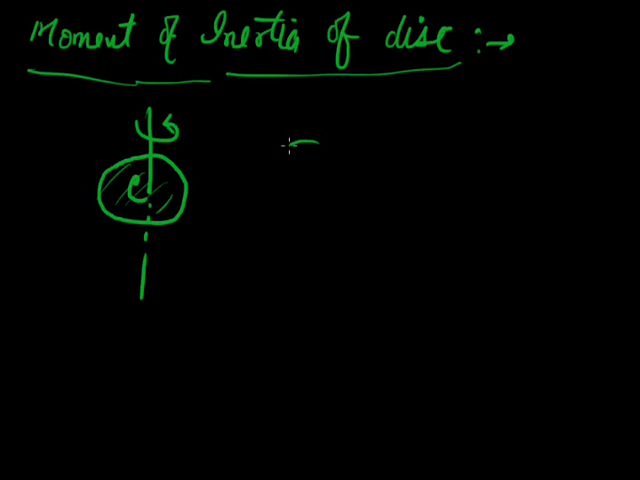 Moment of Inertia of disc :→
C